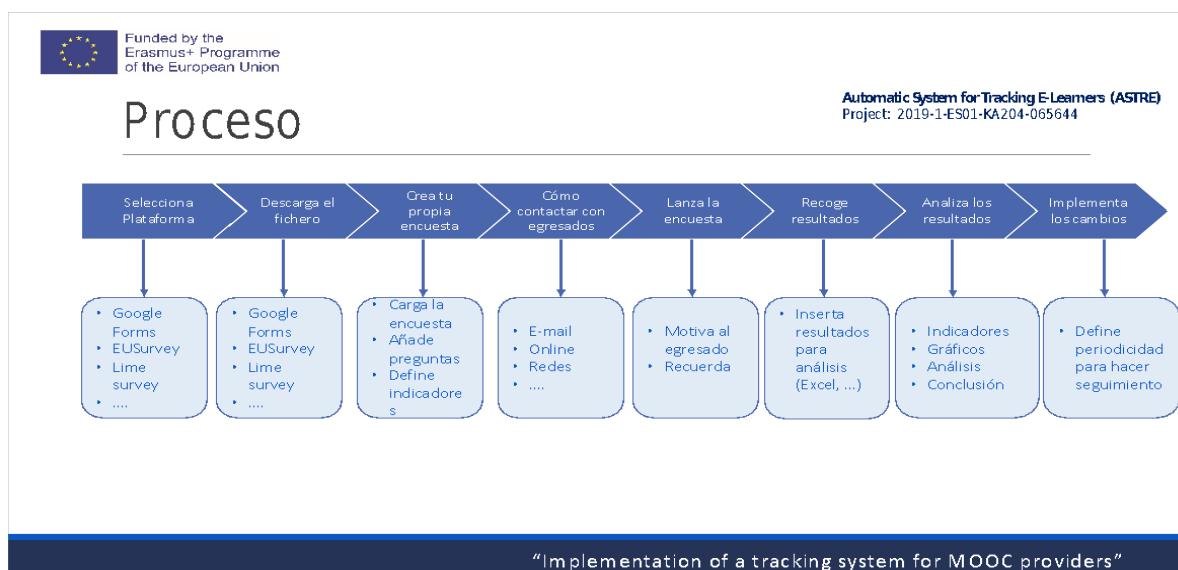 Funded by the
Erasmus+ Programme
of the European Union
Automatic System for Tracking E-Learners (ASTRE)
Project: 2019-1-ES01-KA204-065644
Proceso
Selecciona
Plataforma
Descarga el
fichero
Crea tu
propia
encuesta
Cómo
contactar con
egresados
Lanza la
encuesta
Recoge
resultados
Analiza los
resultados
Implementa
los cambios
• Google
Forms
• EUSurvey
• Lime
survey
• ....
• Google
Forms
• EUSurvey
• Lime
survey
• ....
• Carga la
encuesta
• Añade
preguntas
• Define
indicadore
s
• E-mail
• Online
• Redes
• ....
• Motiva al
egresado
• Recuerda
• Inserta
resultados
para
análisis
(Excel, ...)
• Indicadores
• Gráficos
• Análisis
• Conclusión
• Define
periodicidad
para hacer
seguimiento
“Implementation of a tracking system for MOOC providers”